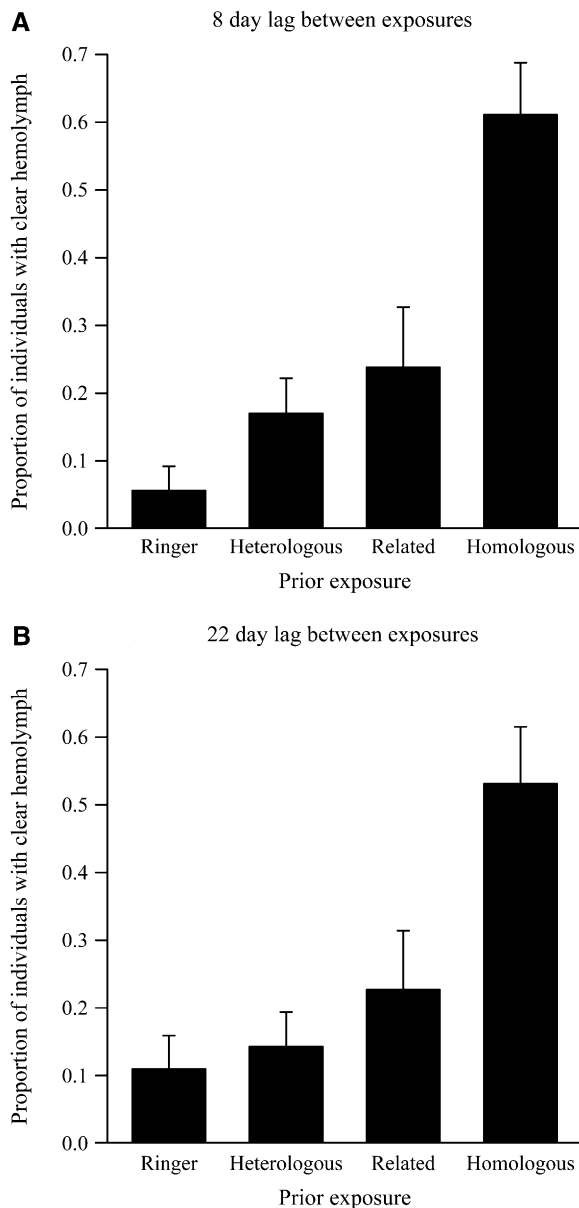 A
8 day lag between exposures
Proportion of individuals with clear hemolymph
0.7
0.6
0.5
0.4
0.3
0.2
0.1
0.0
Ringer Heterologous Related Homologous
Prior exposure
B
22 day lag between exposures
Proportion of individuals with clear hemolymph
0.7
0.6
0.5
0.4
0.3
0.2
0.1
0.0
Ringer Heterologous Related Homologous
Prior exposure